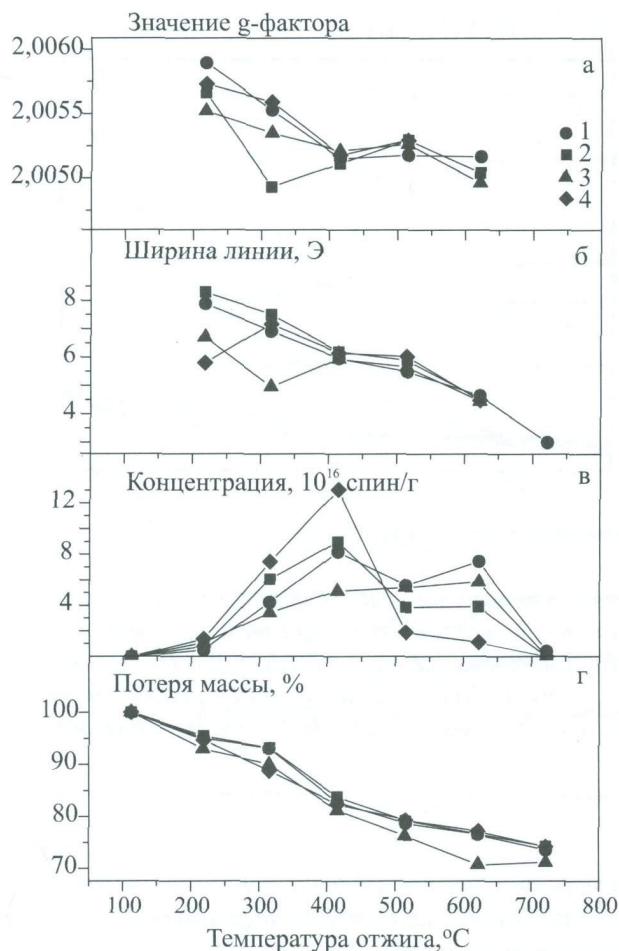 Значение g-фактора
2,0060
а
2,0055
1
2
2,0050
3
4
Ширина линии, Э
б
8
6
4
Концентрация, 10¹⁶ спин/г
в
12
8
4
Потеря массы, %
г
100
90
80
70
100 200 300 400 500 600 700 800
Температура отжига, °C